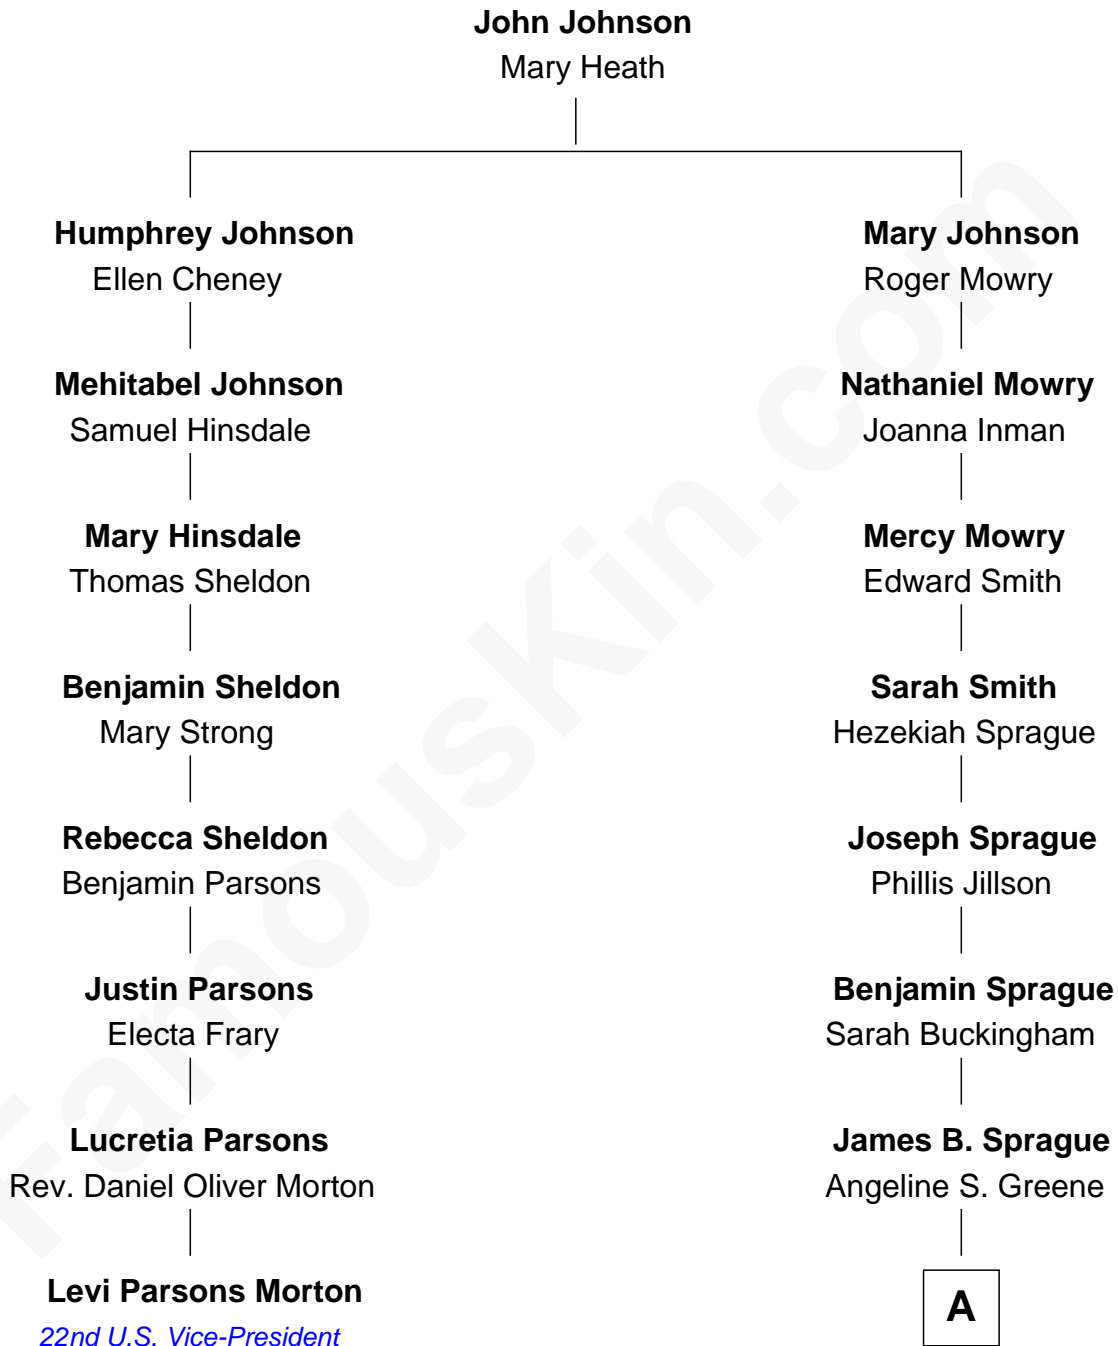 John Johnson
Mary Heath
Humphrey Johnson
Ellen Cheney
Mary Johnson
Roger Mowry
Mehitabel Johnson
Samuel Hinsdale
Nathaniel Mowry
Joanna Inman
Mary Hinsdale
Thomas Sheldon
Mercy Mowry
Edward Smith
Benjamin Sheldon
Mary Strong
Sarah Smith
Hezekiah Sprague
Rebecca Sheldon
Benjamin Parsons
Joseph Sprague
Phillis Jillson
Justin Parsons
Electa Frary
Benjamin Sprague
Sarah Buckingham
Lucretia Parsons
Rev. Daniel Oliver Morton
James B. Sprague
Angeline S. Greene
Levi Parsons Morton
22nd U.S. Vice-President
A
FamousKin.com